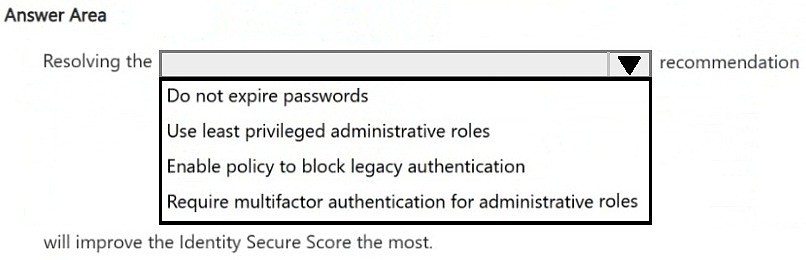 Answer Area
Resolving the recommendation
Do not expire passwords
Use least privileged administrative roles
Enable policy to block legacy authentication
Require multifactor authentication for administrative roles
will improve the Identity Secure Score the most.